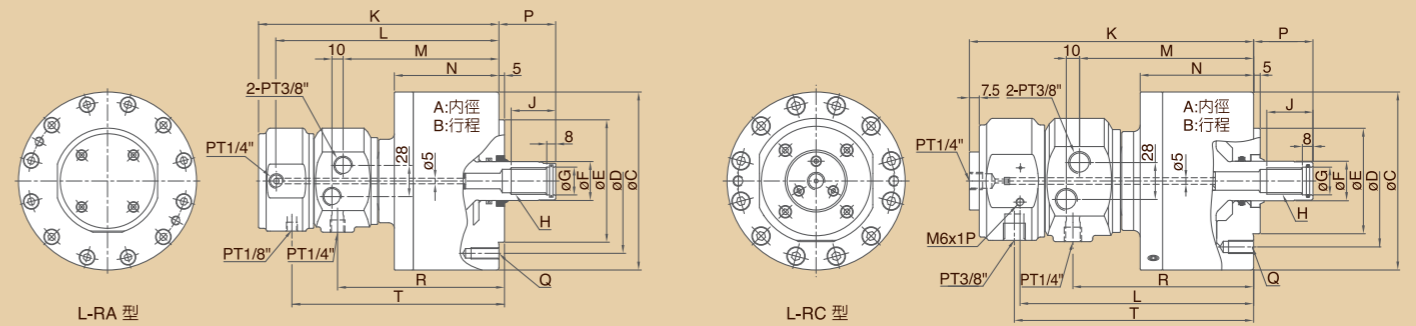 K
P
L
10
M
N
5
2-PT3/8"
A:内徑
B:行程
J
8
PT1/4"
28
ø5
øG
øF
øE
øD
øC
H
PT1/8"
PT1/4"
R
Q
T
L-RA 型
K
P
10
M
N
5
7.5
2-PT3/8"
A:内徑
B:行程
J
8
PT1/4"
28
ø5
øG
øF
øE
øD
øC
H
M6x1P
PT3/8"
PT1/4"
R
Q
L
T
L-RC 型